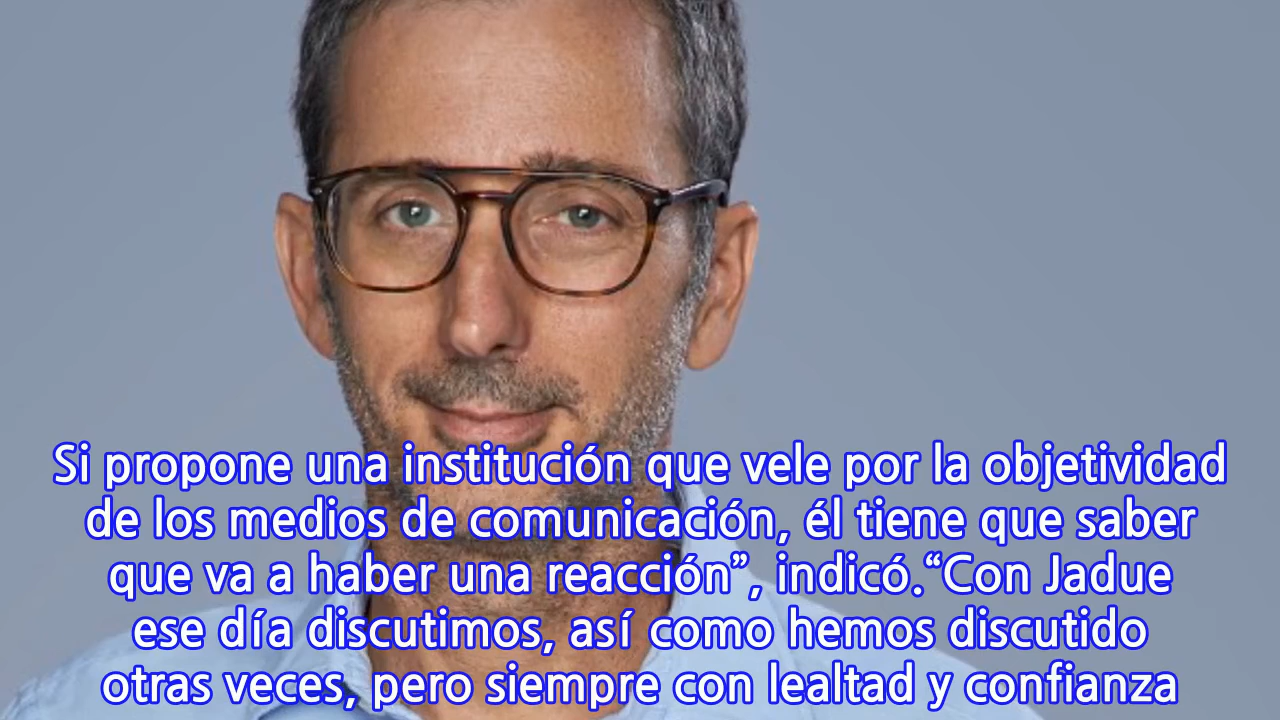 Si propone una institución que vele por la objetividad
de los medios de comunicación, él tiene que saber
que va a haber una reacción”, indicó.“Con Jadue
ese día discutimos, así como hemos discutido
otras veces, pero siempre con lealtad y confianza